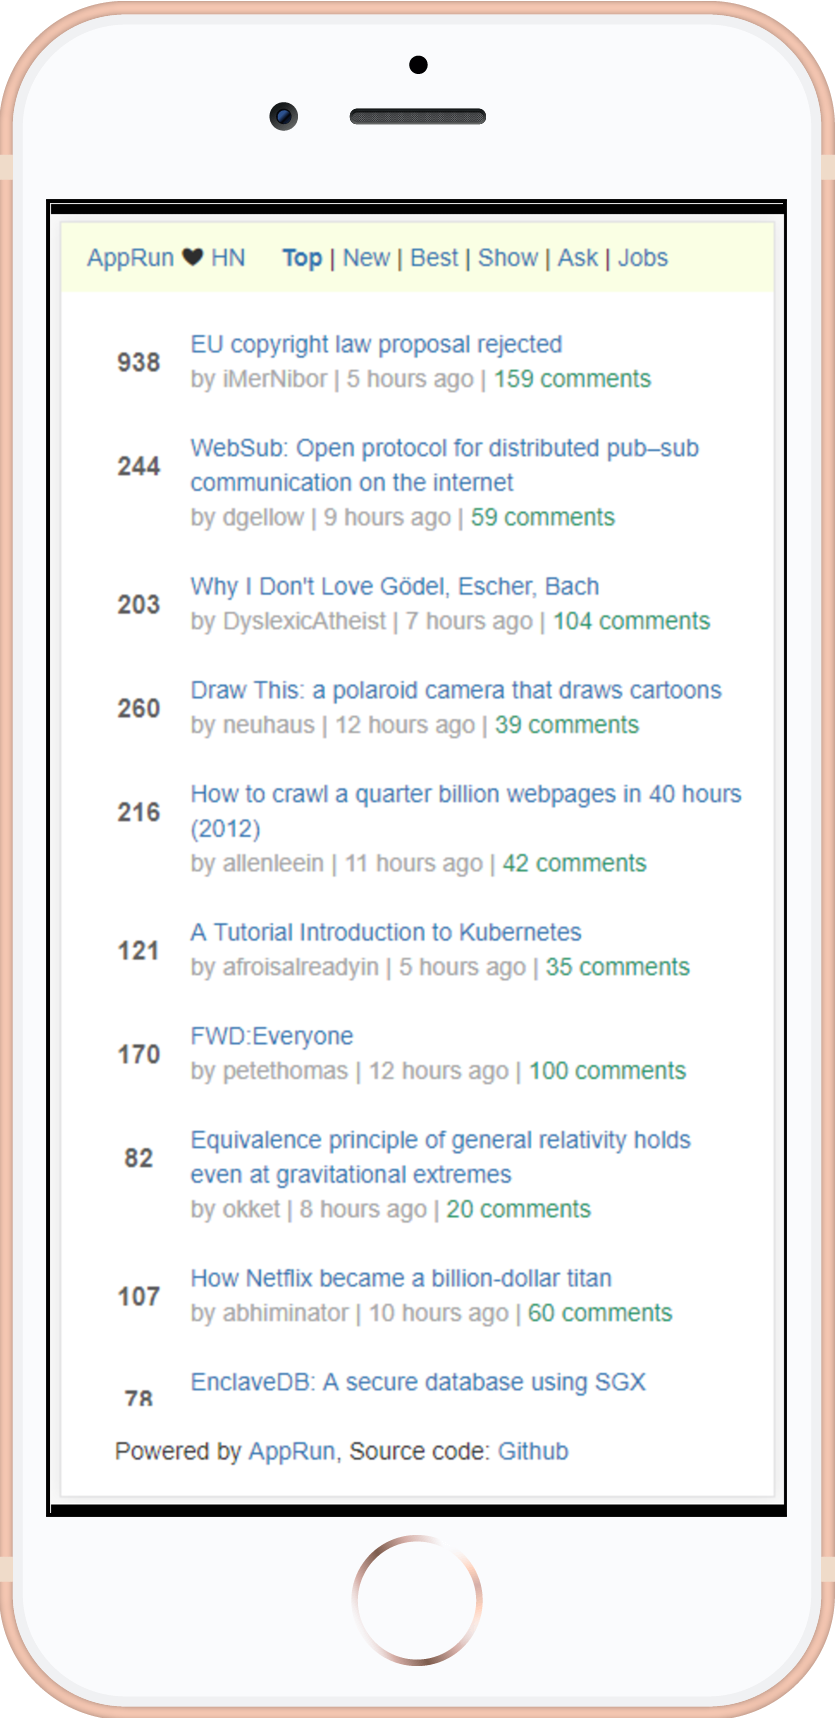 AppRun ♥ HN Top | New | Best | Show | Ask | Jobs
938
EU copyright law proposal rejected
by iMerNibor | 5 hours ago | 159 comments
244
WebSub: Open protocol for distributed pub–sub
communication on the internet
by dgellow | 9 hours ago | 59 comments
203
Why I Don't Love Gödel, Escher, Bach
by DyslexicAtheist | 7 hours ago | 104 comments
260
Draw This: a polaroid camera that draws cartoons
by neuhaus | 12 hours ago | 39 comments
216
How to crawl a quarter billion webpages in 40 hours
(2012)
by allenleein | 11 hours ago | 42 comments
121
A Tutorial Introduction to Kubernetes
by afroisalreadyin | 5 hours ago | 35 comments
170
FWD:Everyone
by petethomas | 12 hours ago | 100 comments
82
Equivalence principle of general relativity holds
even at gravitational extremes
by okket | 8 hours ago | 20 comments
107
How Netflix became a billion-dollar titan
by abhiminator | 10 hours ago | 60 comments
78
EnclaveDB: A secure database using SGX
Powered by AppRun, Source code: Github